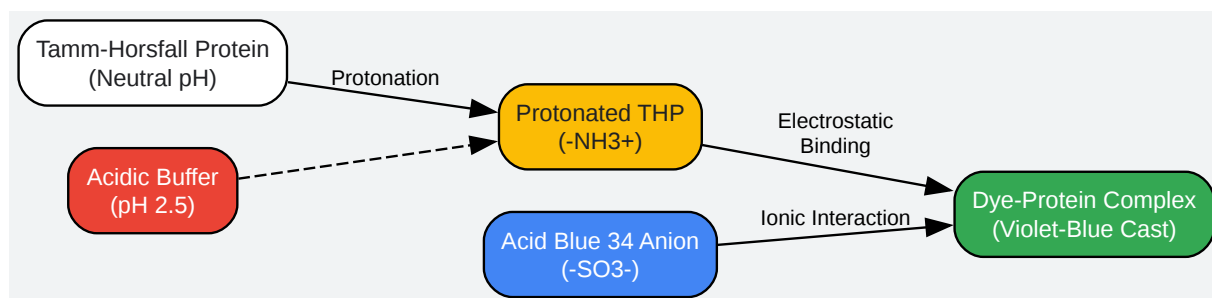 Tamm-Horsfall Protein
(Neutral pH)
Protonation
Acidic Buffer
(pH 2.5)
Protonated THP
(-NH3+)
Electrostatic
Binding
Acid Blue 34 Anion
(-SO3-)
Ionic Interaction
Dye-Protein Complex
(Violet-Blue Cast)